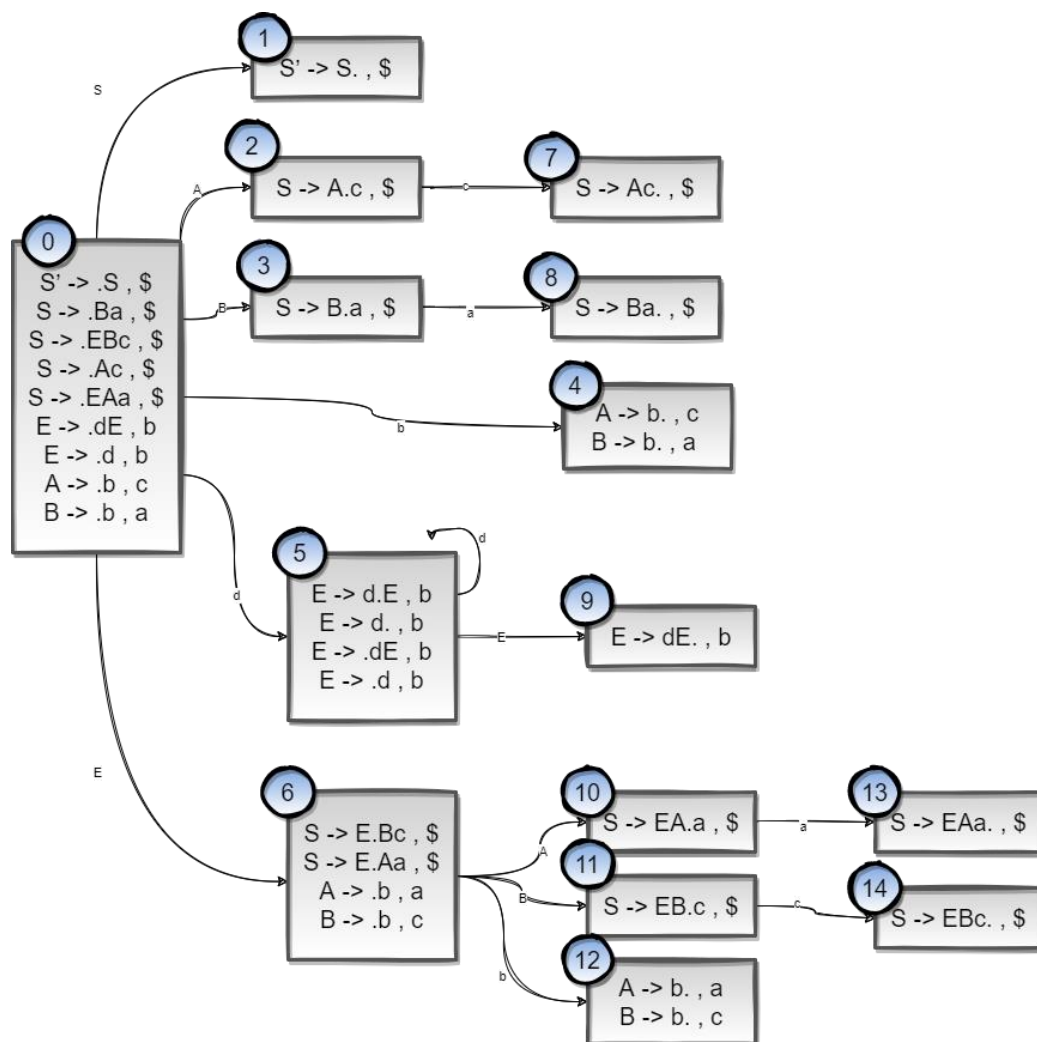 1
S' -> S. , $
S
2
S -> A.c , $
A
c
7
S -> Ac. , $
0
S' -> .S , $
S -> .Ba , $
S -> .EBc , $
S -> .Ac , $
S -> .EAa , $
E -> .dE , b
E -> .d , b
A -> .b , c
B -> .b , a
3
S -> B.a , $
B
a
8
S -> Ba. , $
4
A -> b. , c
B -> b. , a
b
d
5
E -> d.E , b
E -> d. , b
E -> .dE , b
E -> .d , b
d
E
9
E -> dE. , b
E
6
S -> E.Bc , $
S -> E.Aa , $
A -> .b , a
B -> .b , c
A
B
b
10
S -> EA.a , $
a
13
S -> EAa. , $
11
S -> EB.c , $
c
14
S -> EBc. , $
12
A -> b. , a
B -> b. , c